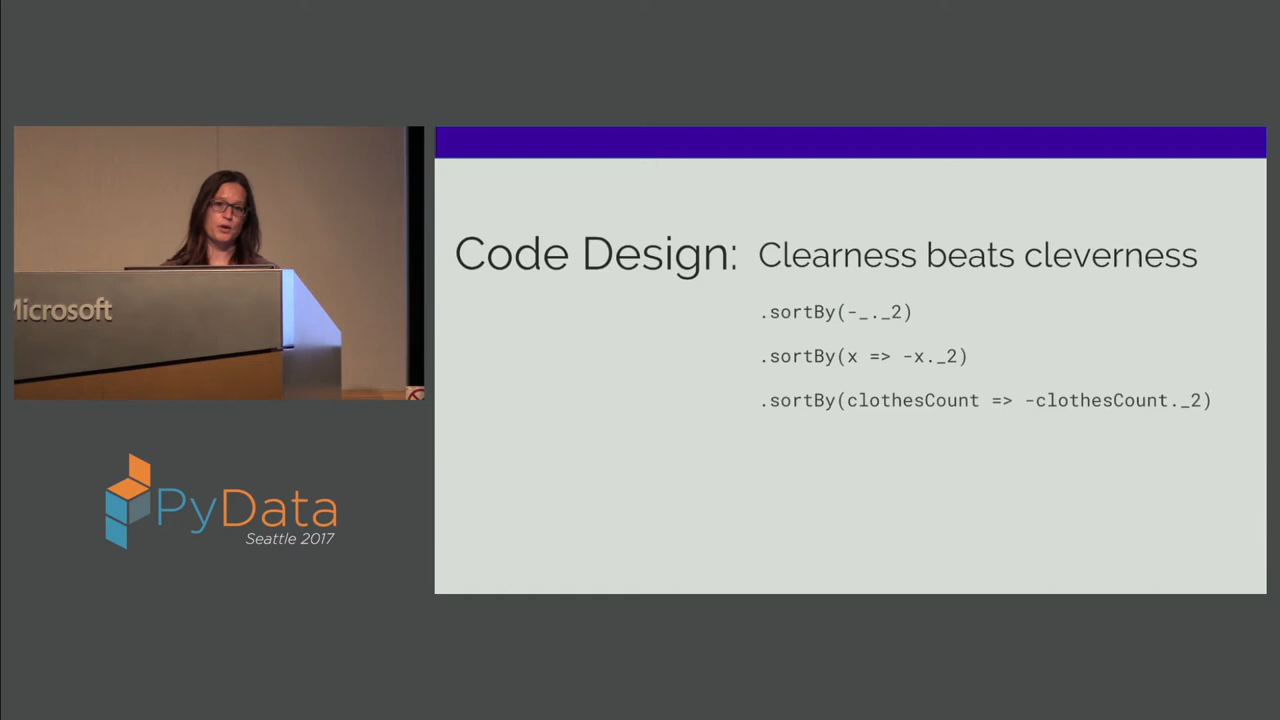 Microsoft
PyData
Seattle 2017
Code Design: Clearness beats cleverness
.sortBy(-_._2)
.sortBy(x => -x._2)
.sortBy(clothesCount => -clothesCount._2)